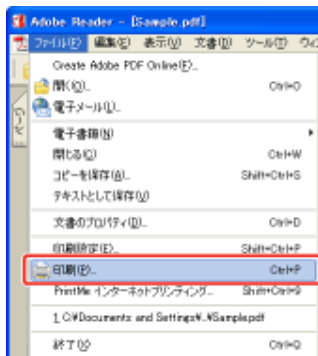 Adobe Reader - [Sample.pdf]
ファイル(F) 編集(E) 表示(V) 文書(D) ツール(T) ウィ
Create Adobe PDF Online(F)...
開く(O)... Ctrl+O
電子メール(L)...
電子書籍(N)
閉じる(C) Ctrl+W
コピーを保存(A)... Shift+Ctrl+S
テキストとして保存(V)
文書のプロパティ(D)... Ctrl+D
印刷設定(E)... Shift+Ctrl+P
印刷(P)... Ctrl+P
PrintMe インターネットプリンティング... Shift+Ctrl+9
1 C:¥Documents and Settings¥..¥Sample.pdf
終了(X) Ctrl+Q